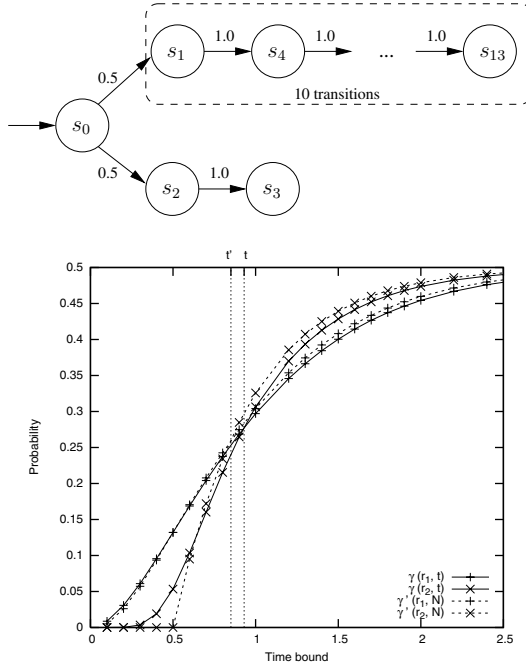 s1 1.0 s4 1.0 ... 1.0 s13
10 transitions
0.5
s0
0.5
s2 1.0 s3
t' t
0.5
0.45
0.4
0.35
0.3
0.25
0.2
0.15
0.1
0.05
0
Probability
γ (r1, t)
γ (r2, t)
γ ' (r1, N)
γ ' (r2, N)
0 0.5 1 1.5 2 2.5
Time bound